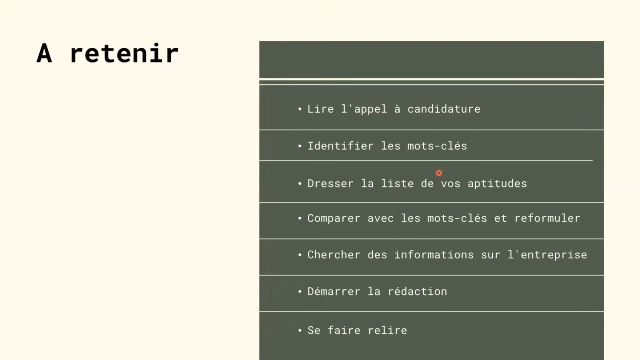 A retenir
• Lire l'appel à candidature
• Identifier les mots-clés
• Dresser la liste de vos aptitudes
• Comparer avec les mots-clés et reformuler
• Chercher des informations sur l'entreprise
• Démarrer la rédaction
• Se faire relire